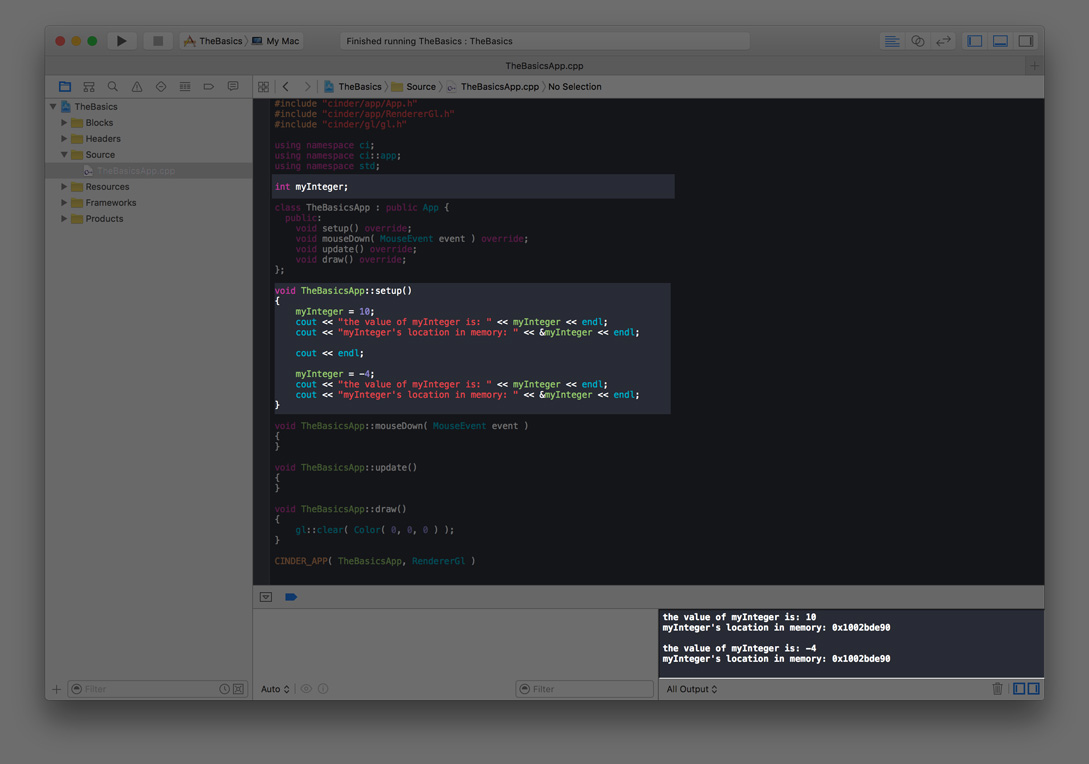 TheBasics My Mac
Finished running TheBasics : TheBasics
TheBasicsApp.cpp
TheBasics Source TheBasicsApp.cpp No Selection
TheBasics
Blocks
Headers
Source
TheBasicsApp.cpp
Resources
Frameworks
Products
#include "cinder/app/App.h"
#include "cinder/app/RendererGl.h"
#include "cinder/gl/gl.h"
using namespace ci;
using namespace ci::app;
using namespace std;
int myInteger;
class TheBasicsApp : public App {
public:
void setup() override;
void mouseDown( MouseEvent event ) override;
void update() override;
void draw() override;
};
void TheBasicsApp::setup()
{
myInteger = 10;
cout << "the value of myInteger is: " << myInteger << endl;
cout << "myInteger's location in memory: " << &myInteger << endl;
cout << endl;
myInteger = -4;
cout << "the value of myInteger is: " << myInteger << endl;
cout << "myInteger's location in memory: " << &myInteger << endl;
}
void TheBasicsApp::mouseDown( MouseEvent event )
{
}
void TheBasicsApp::update()
{
}
void TheBasicsApp::draw()
{
gl::clear( Color( 0, 0, 0 ) );
}
CINDER_APP( TheBasicsApp, RendererGl )
the value of myInteger is: 10
myInteger's location in memory: 0x1002bde90
the value of myInteger is: -4
myInteger's location in memory: 0x1002bde90
Filter
Auto
Filter
All Output